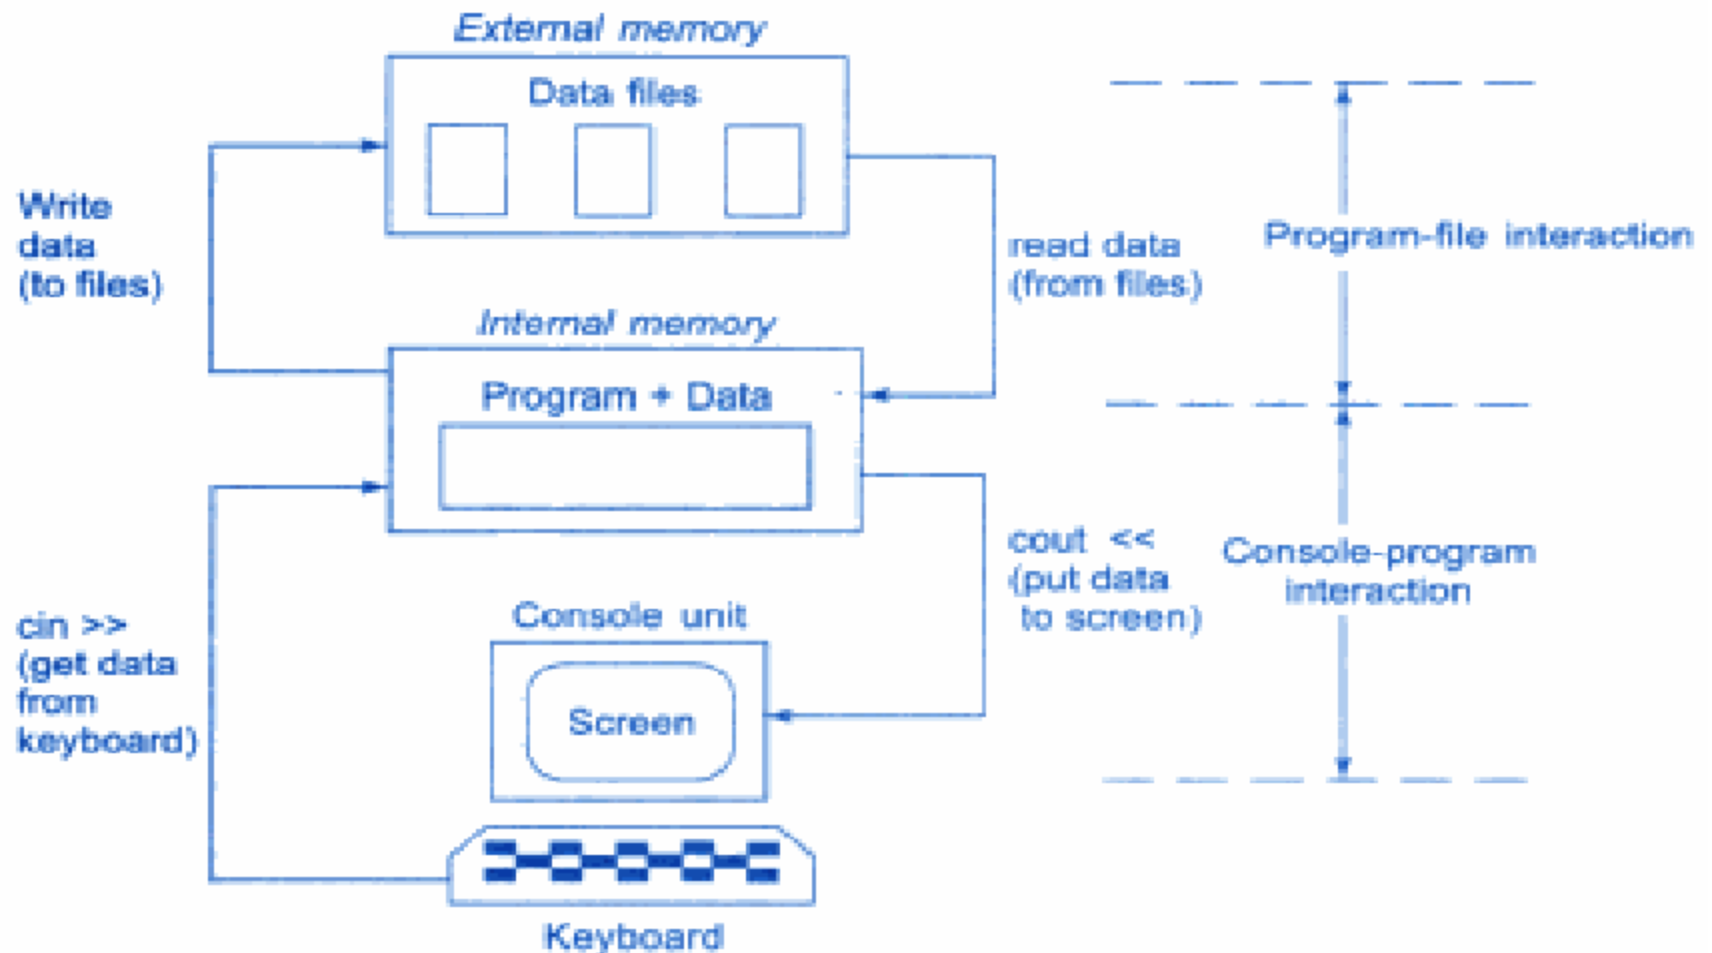 External memory
Data files
Write
data
(to files)
read data
(from files)
Program-file interaction
Internal memory
Program + Data
cout <<
(put data
to screen)
Console-program
interaction
cin >>
(get data
from
keyboard)
Console unit
Screen
Keyboard